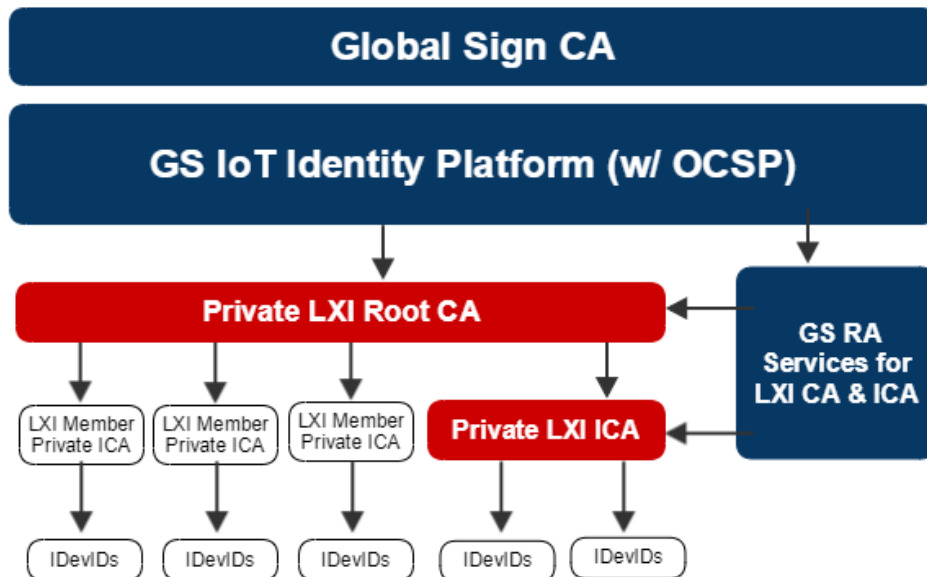 Global Sign CA
GS IoT Identity Platform (w/ OCSP)
Private LXI Root CA
GS RA
Services for
LXI CA & ICA
LXI Member
Private ICA
LXI Member
Private ICA
LXI Member
Private ICA
Private LXI ICA
IDevIDs
IDevIDs
IDevIDs
IDevIDs
IDevIDs